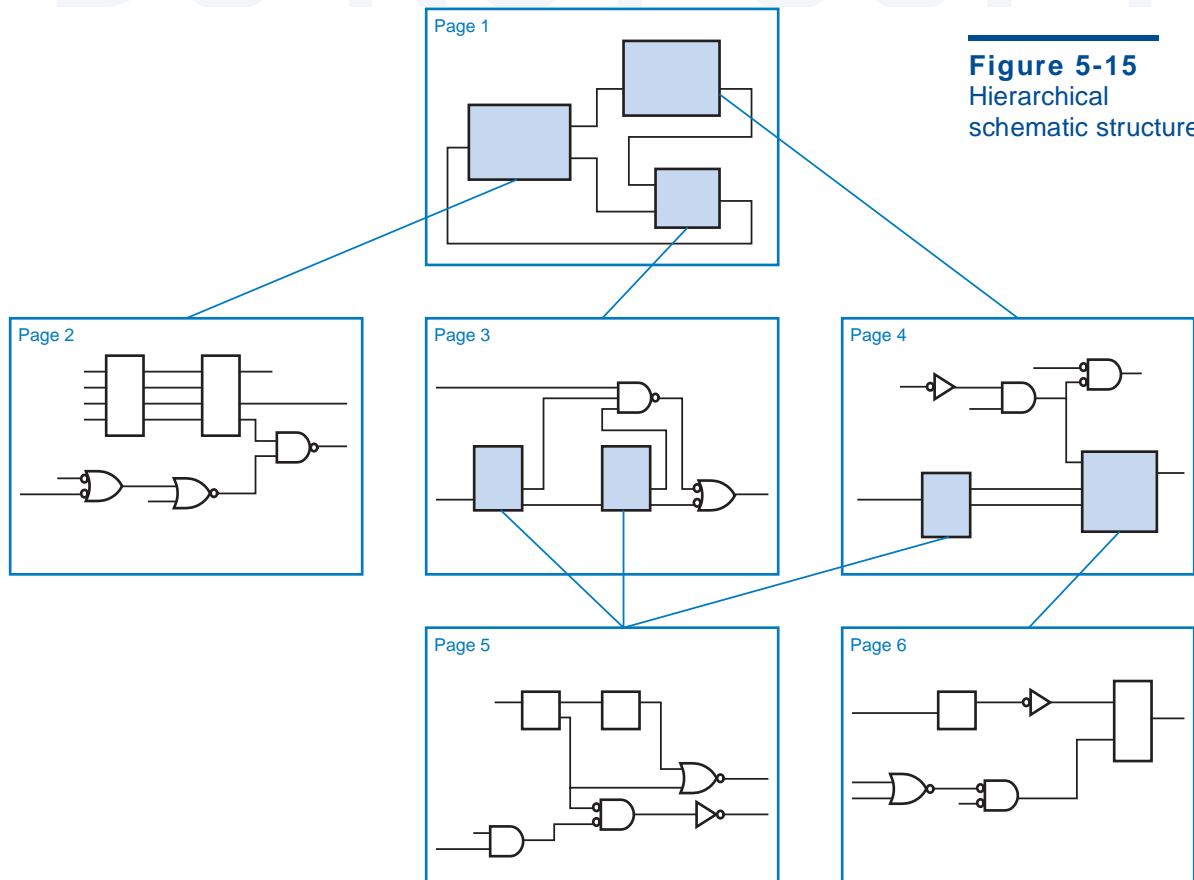 Page 1
Figure 5-15
Hierarchical
schematic structure
Page 2
Page 3
Page 4
Page 5
Page 6